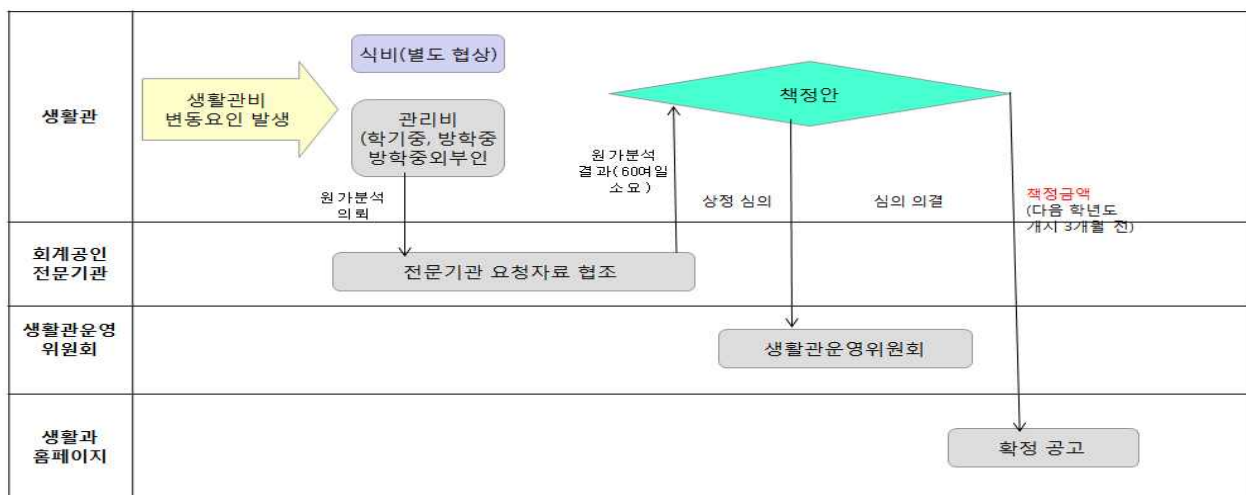 생활관
생활관비
변동요인 발생
식비(별도 협상)
관리비
(학기중, 방학중
방학중외부인
원가분석
의뢰
책정안
원가분석
결과(60여일
소요)
상정 심의
심의 의결
책정금액
(다음 학년도
개시 3개월 전)
회계공인
전문기관
전문기관 요청자료 협조
생활관운영
위원회
생활관운영위원회
생활과
홈페이지
확정 공고